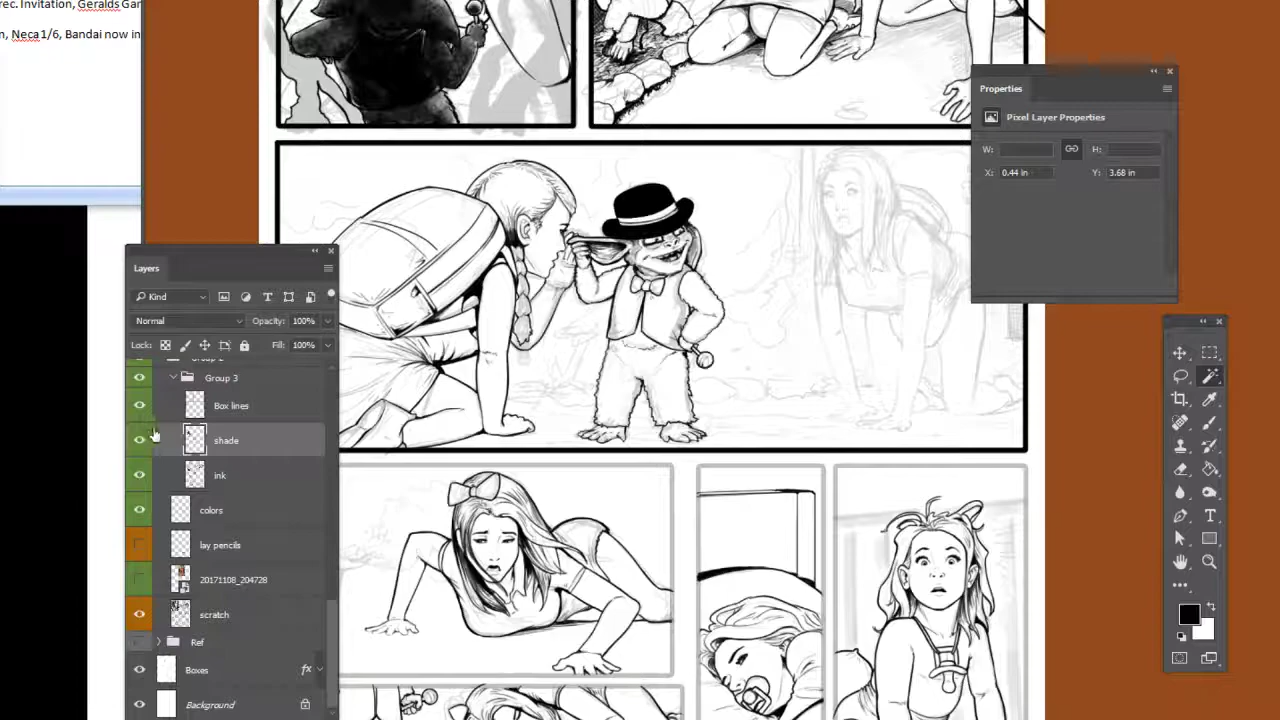 rec. Invitation, Geralds Gar
n, Neca1/6, Bandai now in
Properties
Pixel Layer Properties
W:
H:
X: 0.44 in
Y: 3.68 in
Layers
Kind
Normal
Opacity: 100%
Lock:
Fill: 100%
Group 3
Box lines
shade
ink
colors
lay pencils
20171108_204728
scratch
Ref
Boxes
fx
Background